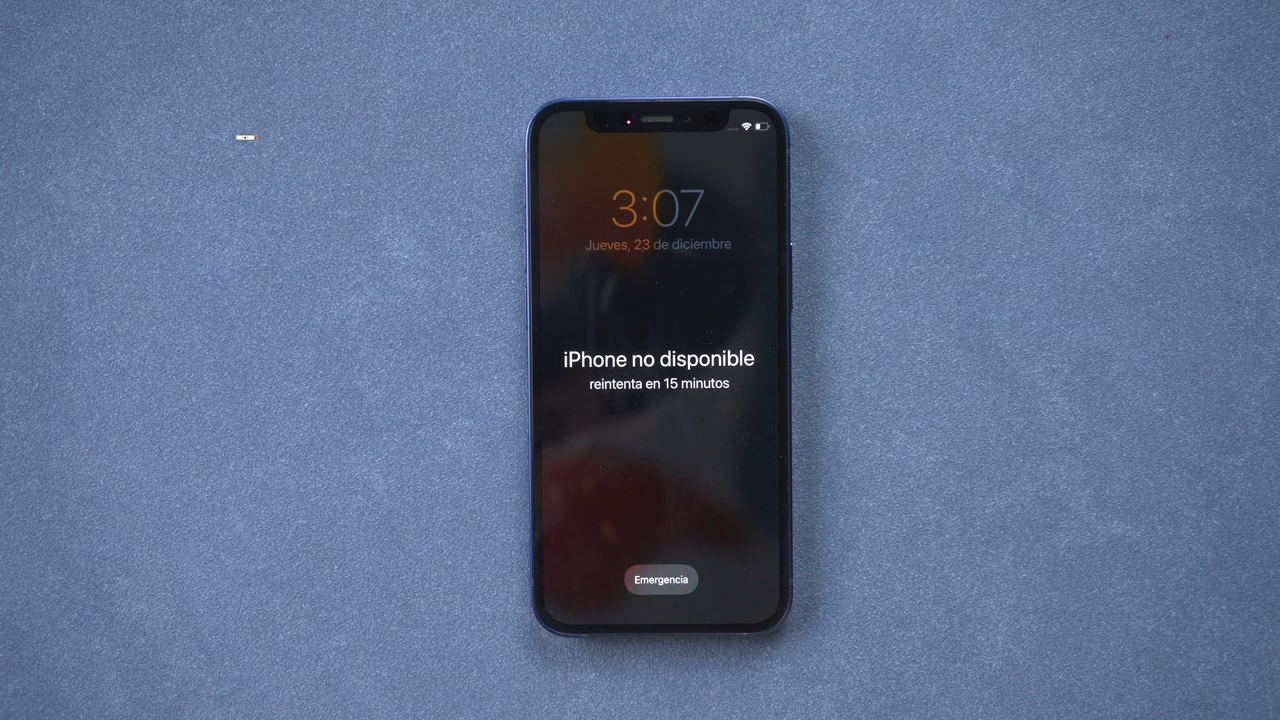 3:07
Jueves, 23 de diciembre
iPhone no disponible
reintenta en 15 minutos
Emergencia